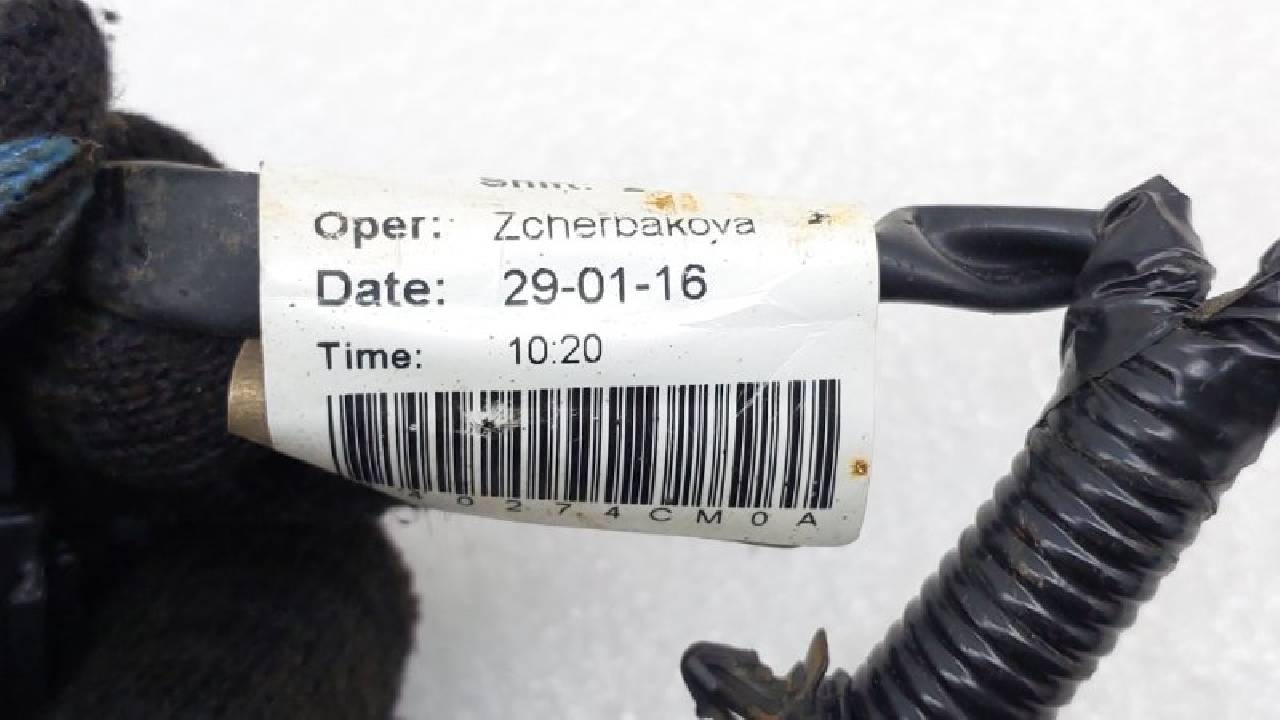 Oper: Zcherbakova
Date: 29-01-16
Time: 10:20
40274CM0A